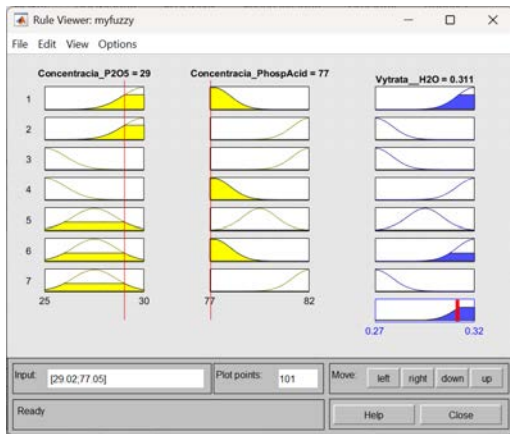 Rule Viewer: myfuzzy
File Edit View Options
Concentracia_P2O5 = 29 Concentracia_PhospAcid = 77 Vytrata__H2O = 0.311
1
2
3
4
5
6
7
25 30 77 82
0.27 0.32
Input: [29.02;77.05] Plot points: 101 Move: left right down up
Ready Help Close